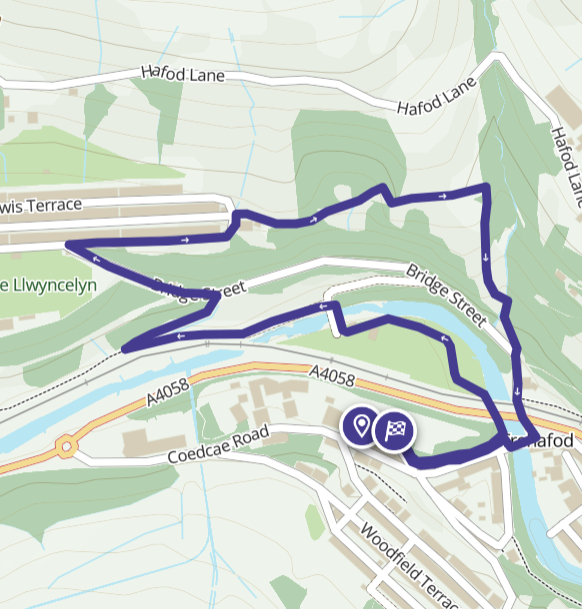 Hafod Lane
Hafod Lane
Hafod Lane
wis Terrace
e Llwyncelyn
Bridge Street
Bridge Street
A4058
A4058
Coedcae Road
Woodfield Terrac